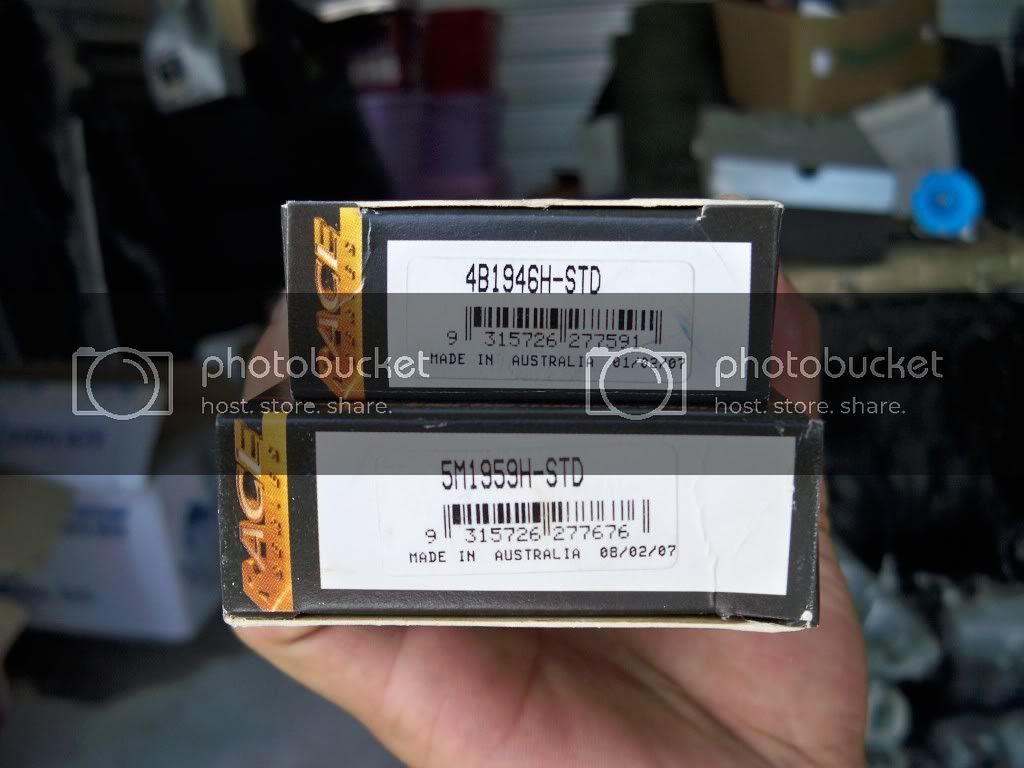 RACE
4B1946H-STD
9 315726 277591
MADE IN AUSTRALIA 01/02/07
photobucket photobucket
host. store. share. host. store. share.
RACE
5M1959H-STD
9 315726 277676
MADE IN AUSTRALIA 08/02/07